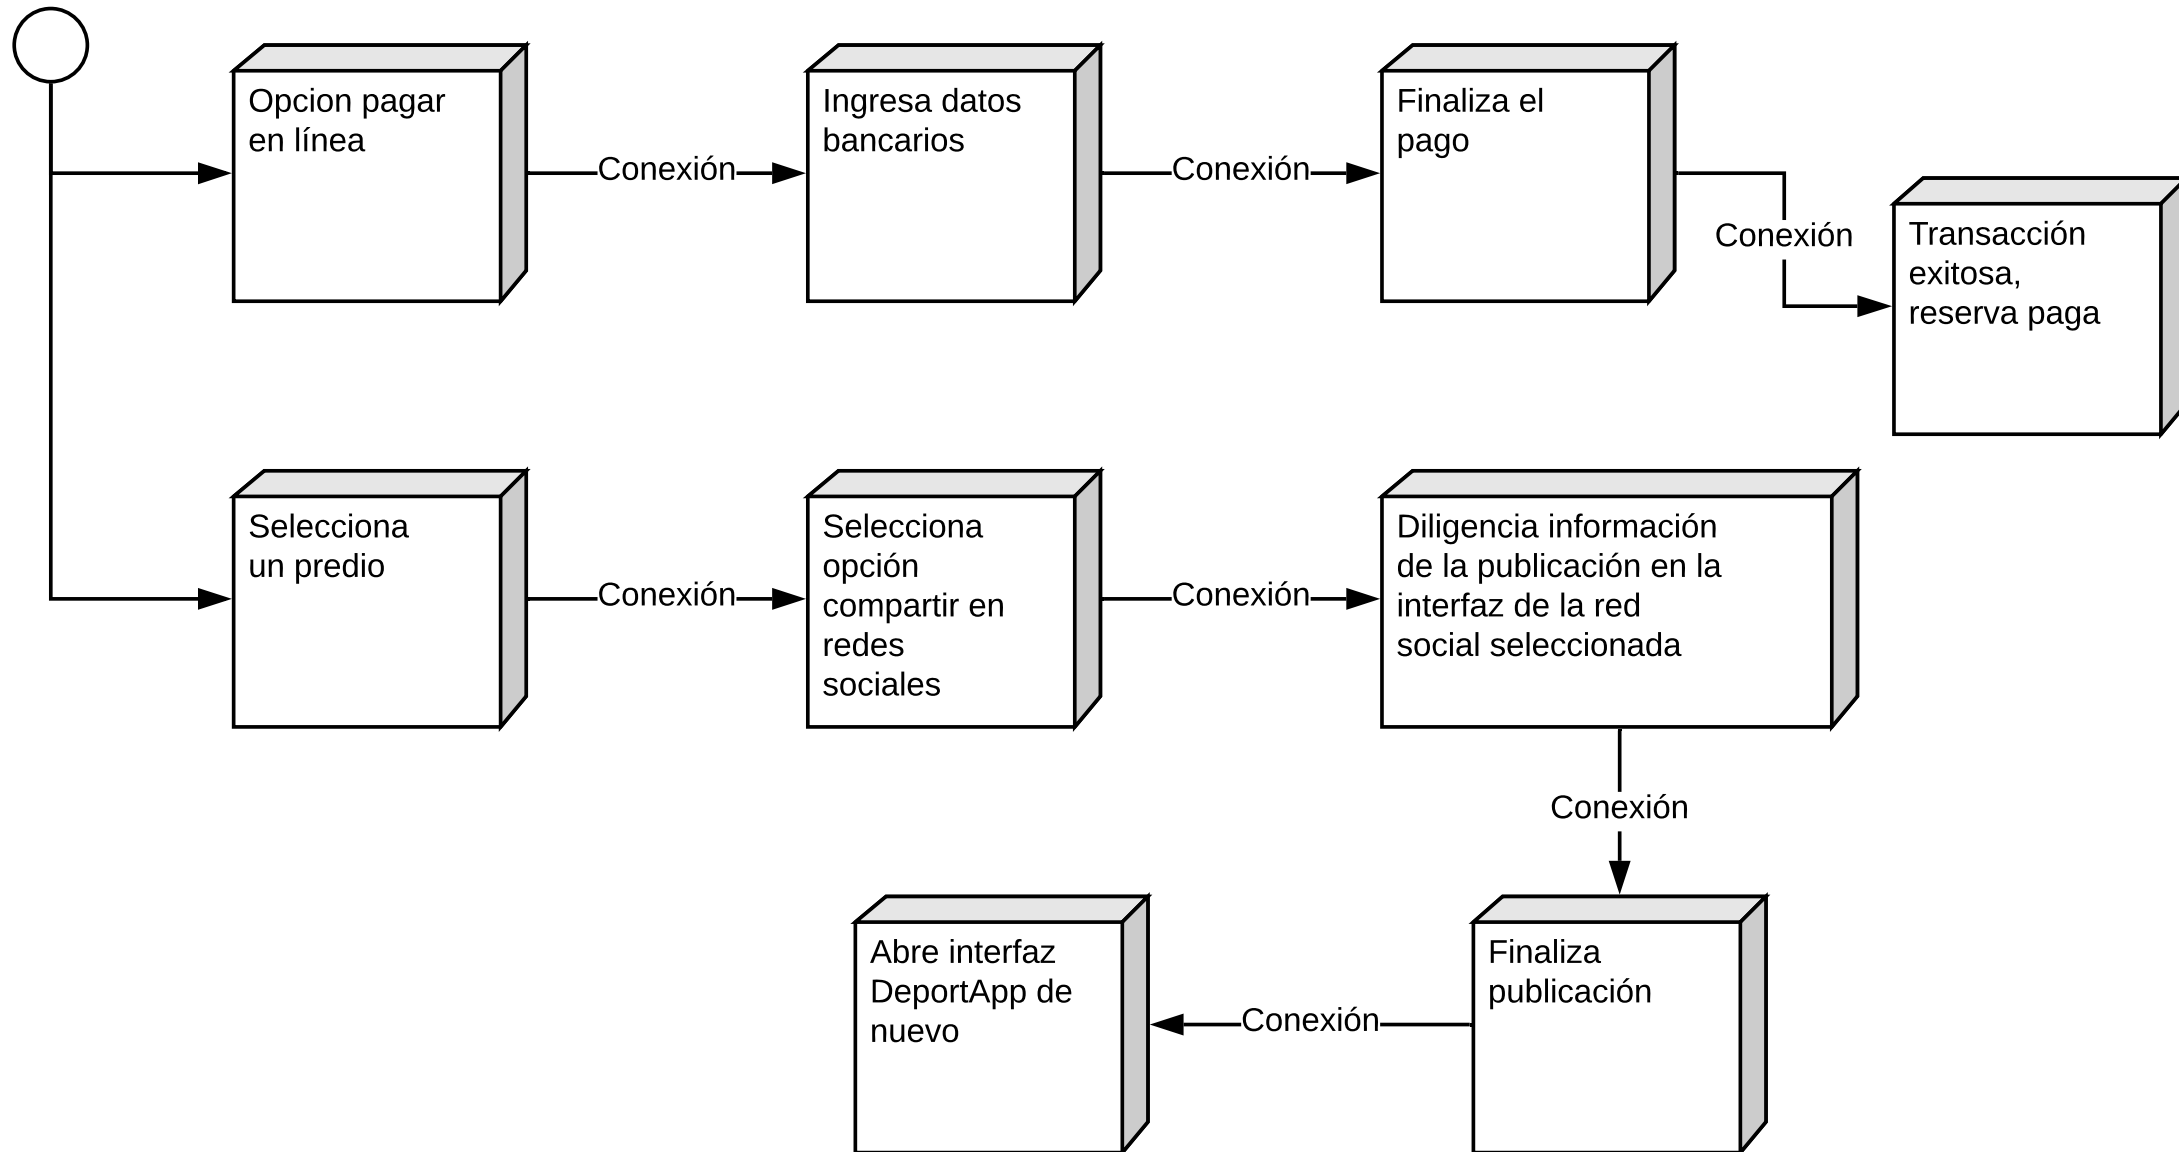 Opcion pagar
en línea
Conexión
Ingresa datos
bancarios
Conexión
Finaliza el
pago
Conexión
Transacción
exitosa,
reserva paga
Selecciona
un predio
Conexión
Selecciona
opción
compartir en
redes
sociales
Conexión
Diligencia información
de la publicación en la
interfaz de la red
social seleccionada
Conexión
Finaliza
publicación
Conexión
Abre interfaz
DeportApp de
nuevo